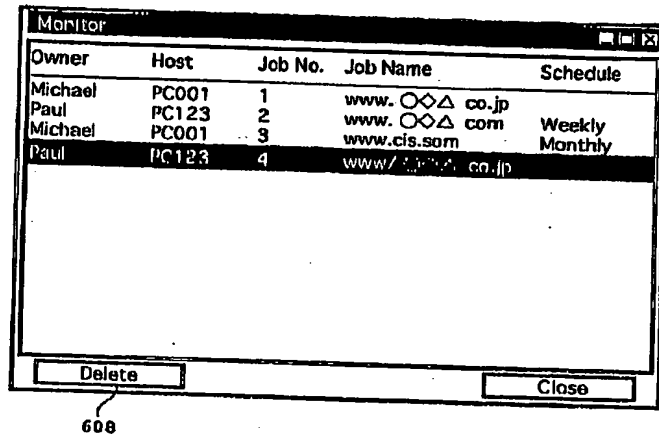 Monitor
Owner Host Job No. Job Name Schedule
Michael PC001 1 www. ○◇△ co.jp
Paul PC123 2 www. ○◇△ com Weekly
Michael PC001 3 www.cis.som Monthly
Paul PC123 4 www/ co.jp
Delete Close
608